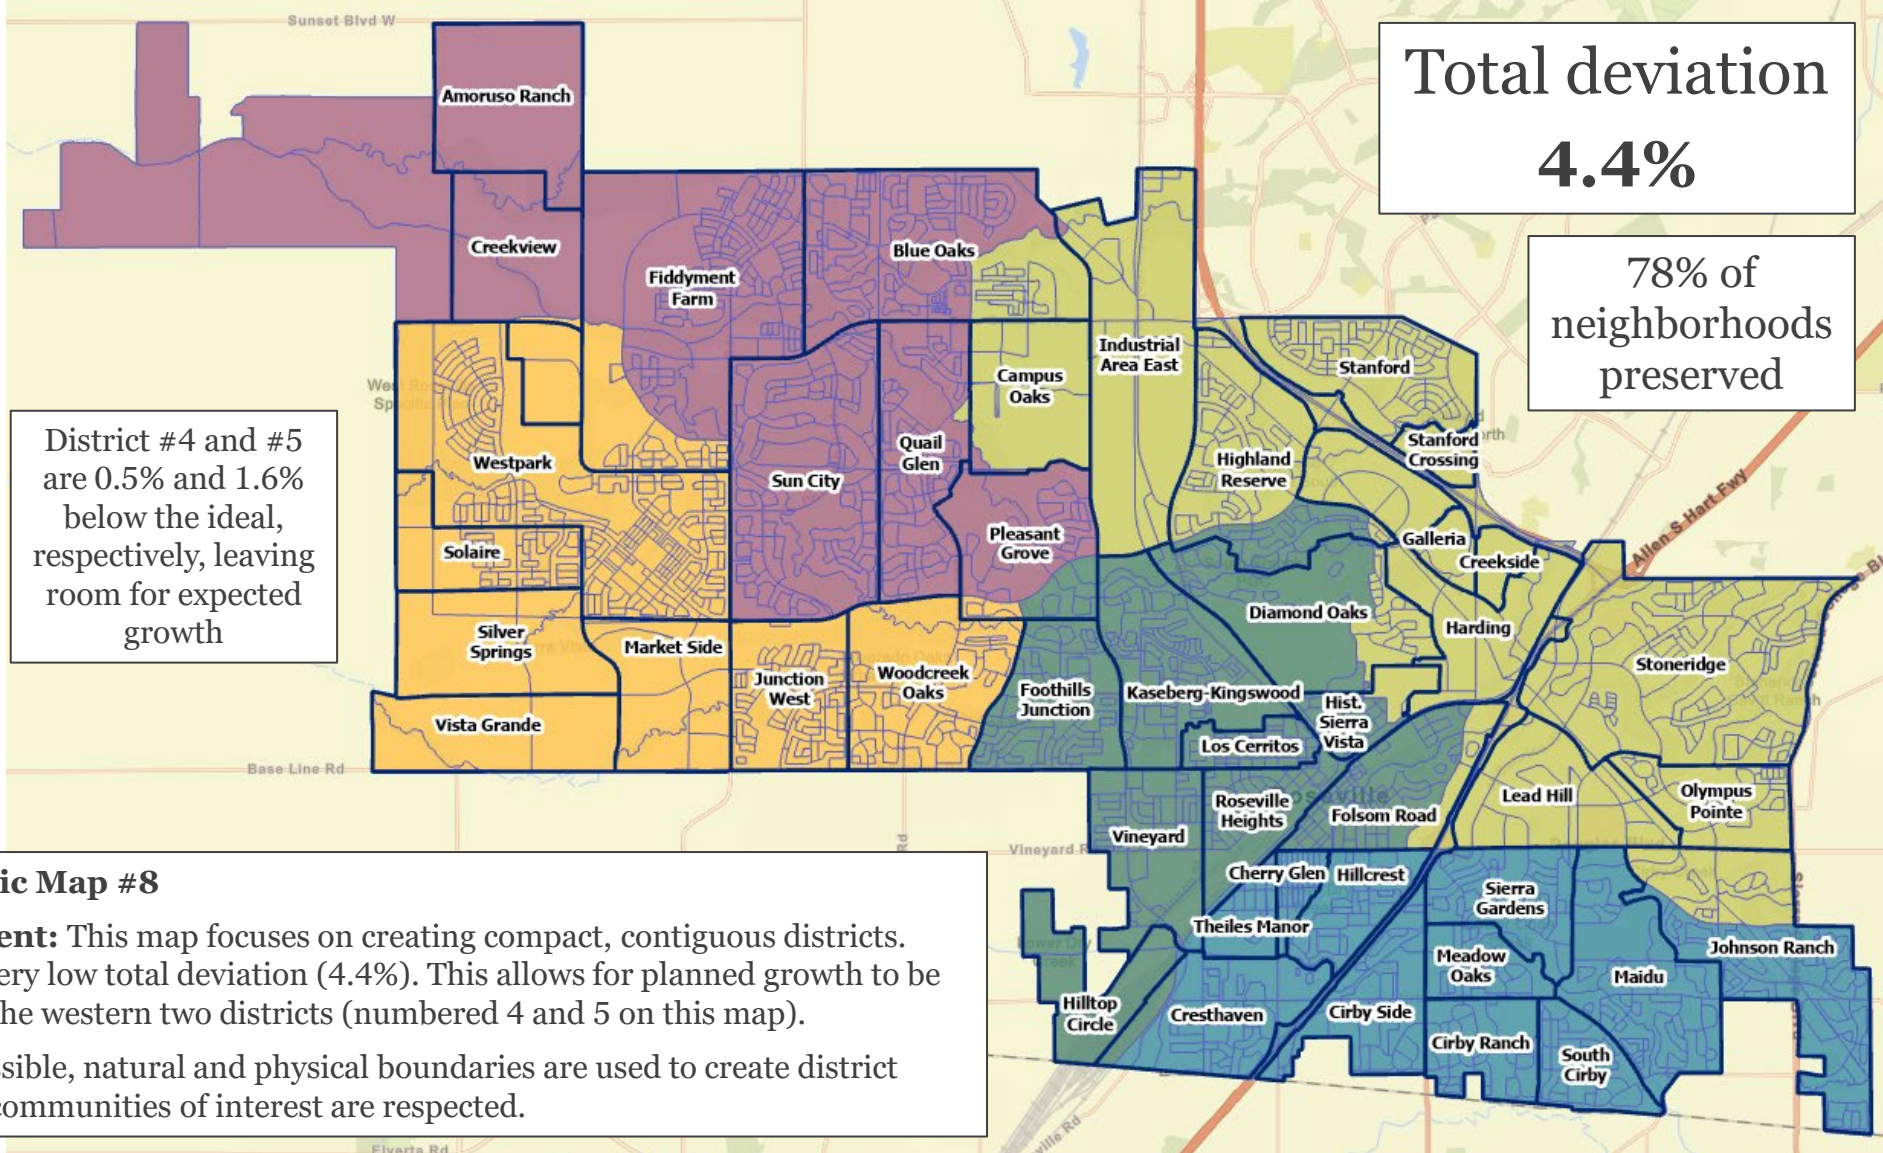 Sunset Blvd W
Total deviation
4.4%
78% of
neighborhoods
preserved
District #4 and #5
are 0.5% and 1.6%
below the ideal,
respectively, leaving
room for expected
growth
Amoruso Ranch
Creekview
Fiddyment
Farm
Blue Oaks
Industrial
Area East
Campus
Oaks
Stanford
Stanford
Crossing
Westpark
Sun City
Quail
Glen
Highland
Reserve
Allen S Hart Fwy
Solaire
Pleasant
Grove
Galleria
Creekside
Diamond Oaks
Harding
Silver
Springs
Market Side
Stoneridge
Junction
West
Woodcreek
Oaks
Foothills
Junction
Kaseberg-Kingswood
Hist.
Sierra
Vista
Vista Grande
Los Cerritos
Base Line Rd
Roseville
Heights
Folsom Road
Lead Hill
Olympus
Pointe
Vineyard
Rd
Vineyard R
Cherry Glen
Hillcrest
Sierra
Gardens
Theiles Manor
Meadow
Oaks
Maidu
Johnson Ranch
Hilltop
Circle
Cresthaven
Cirby Side
Cirby Ranch
South
Cirby
ic Map #8
ent: This map focuses on creating compact, contiguous districts.
ery low total deviation (4.4%). This allows for planned growth to be
he western two districts (numbered 4 and 5 on this map).
ssible, natural and physical boundaries are used to create district
communities of interest are respected.
Elverta Rd
ville Rd